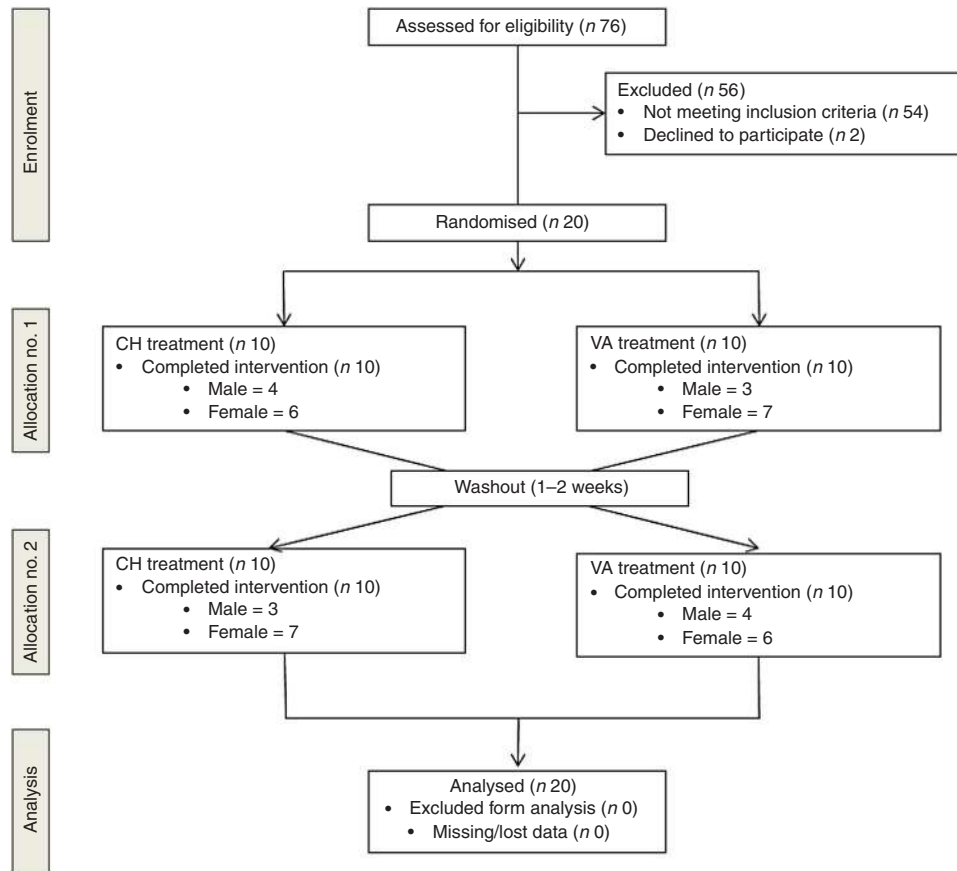 Enrolment
Assessed for eligibility (n 76)
Excluded (n 56)
• Not meeting inclusion criteria (n 54)
• Declined to participate (n 2)
Randomised (n 20)
Allocation no. 1
CH treatment (n 10)
• Completed intervention (n 10)
• Male = 4
• Female = 6
VA treatment (n 10)
• Completed intervention (n 10)
• Male = 3
• Female = 7
Washout (1–2 weeks)
Allocation no. 2
CH treatment (n 10)
• Completed intervention (n 10)
• Male = 3
• Female = 7
VA treatment (n 10)
• Completed intervention (n 10)
• Male = 4
• Female = 6
Analysis
Analysed (n 20)
• Excluded form analysis (n 0)
• Missing/lost data (n 0)